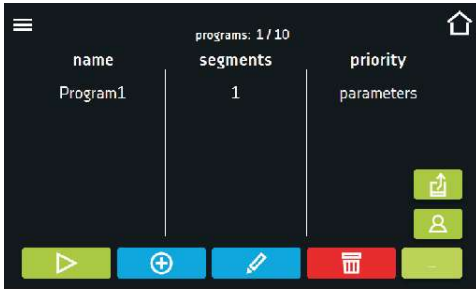 programs: 1 / 10
name segments priority
Program1 1 parameters
...